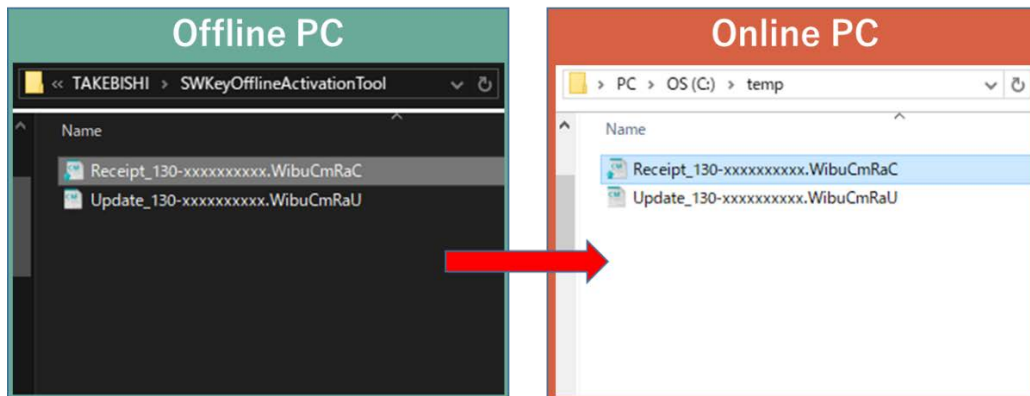 Offline PC
« TAKEBISHI > SWKeyOfflineActivationTool
Name
Receipt_130-xxxxxxxxxx.WibuCmRaC
Update_130-xxxxxxxxxx.WibuCmRaU
Online PC
> PC > OS (C:) > temp
Name
Receipt_130-xxxxxxxxxx.WibuCmRaC
Update_130-xxxxxxxxxx.WibuCmRaU